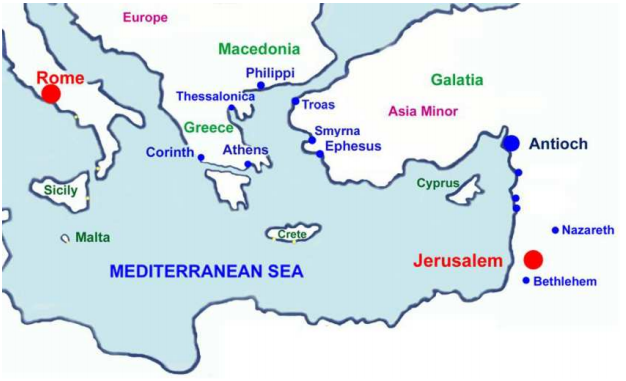 Europe
Macedonia
Philippi
Rome
Galatia
Thessalonica
Troas
Asia Minor
Greece
Smyrna
Ephesus
Antioch
Corinth
Athens
Sicily
Cyprus
Malta
Crete
Nazareth
Jerusalem
MEDITERRANEAN SEA
Bethlehem